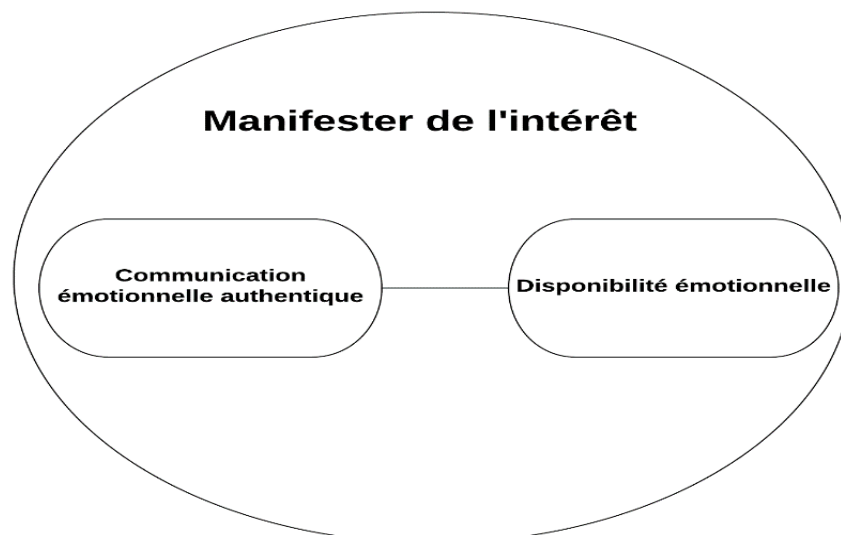 Manifester de l'intérêt
Communication
émotionnelle authentique
Disponibilité émotionnelle